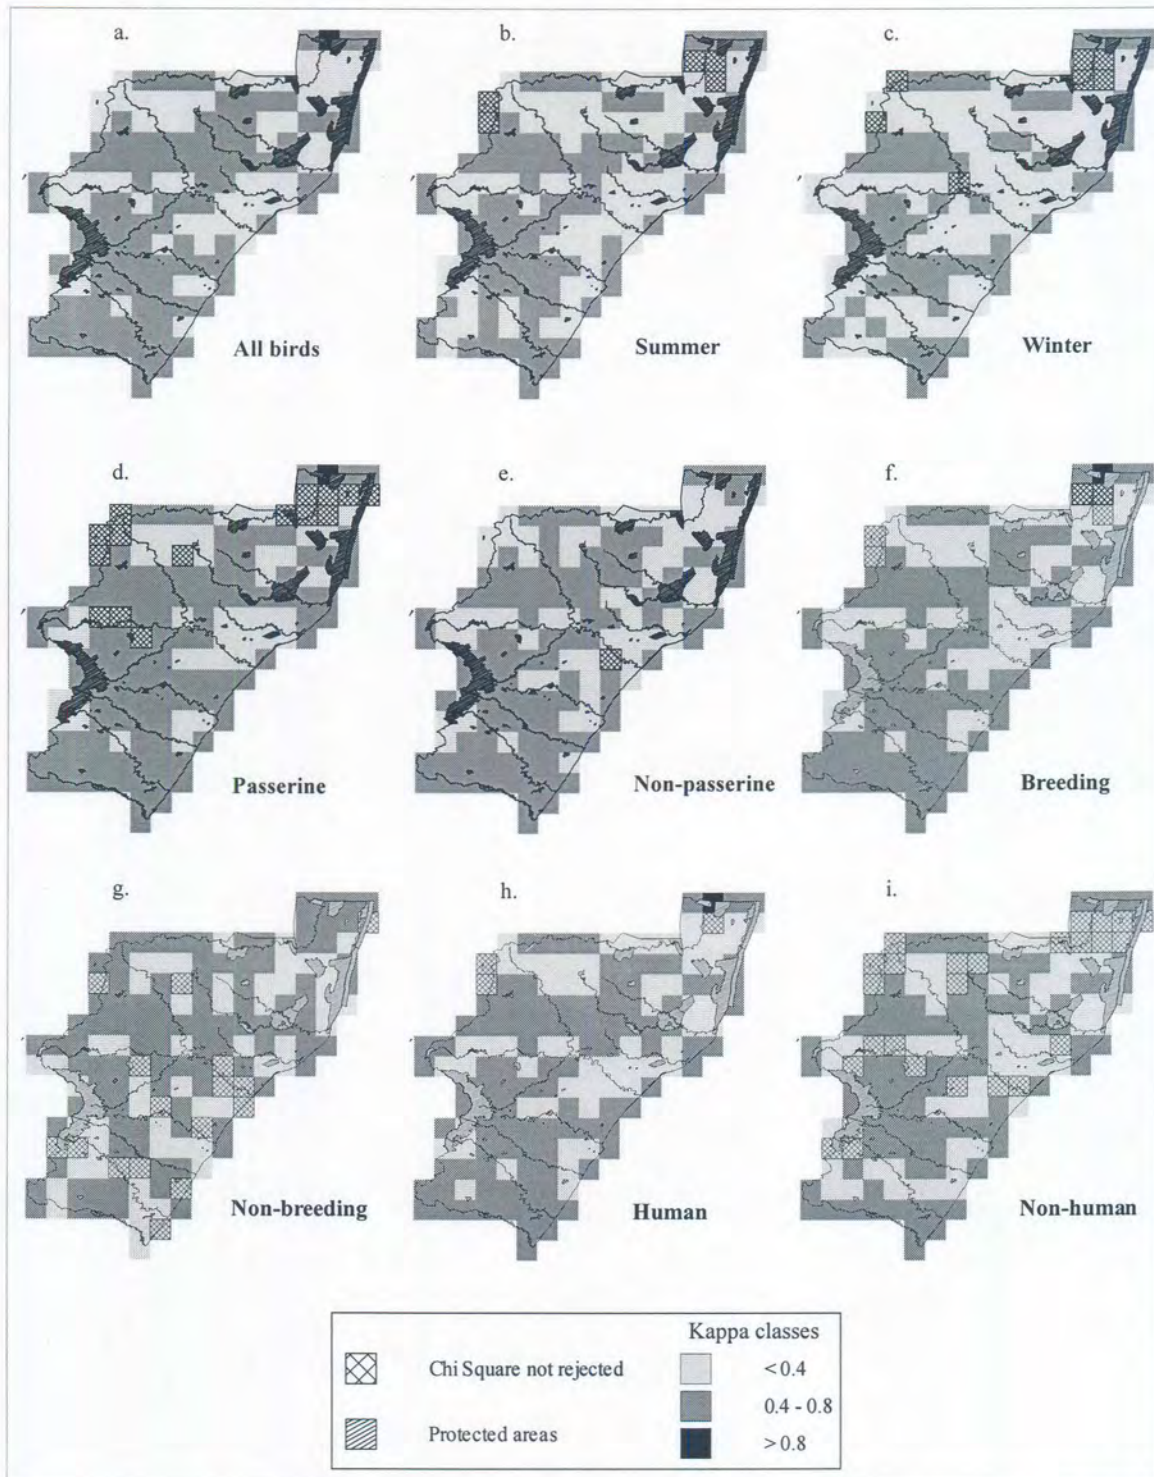 a.
b.
c.
All birds
Summer
Winter
d.
e.
f.
Passerine
Non-passerine
Breeding
g.
h.
i.
Non-breeding
Human
Non-human
Kappa classes
Chi Square not rejected
< 0.4
0.4 - 0.8
Protected areas
> 0.8